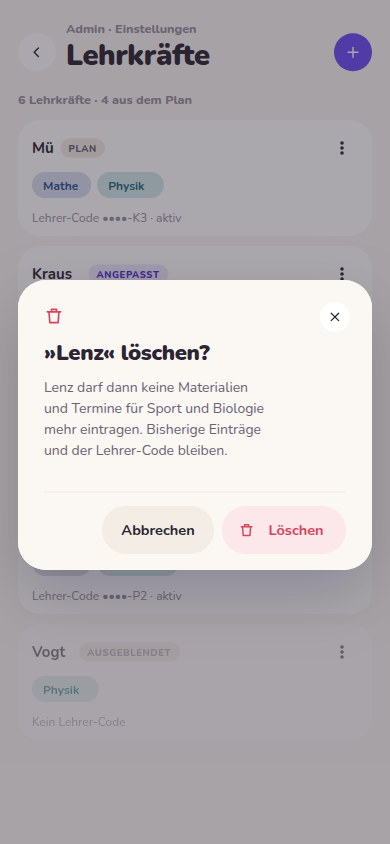 Admin · Einstellungen
Lehrkräfte
6 Lehrkräfte · 4 aus dem Plan
Mü PLAN
Mathe Physik
Lehrer-Code ••••-K3 · aktiv
Kraus ANGEPASST
»Lenz« löschen?
Lenz darf dann keine Materialien
und Termine für Sport und Biologie
mehr eintragen. Bisherige Einträge
und der Lehrer-Code bleiben.
Abbrechen Löschen
Lehrer-Code ••••-P2 · aktiv
Vogt AUSGEBLENDET
Physik
Kein Lehrer-Code